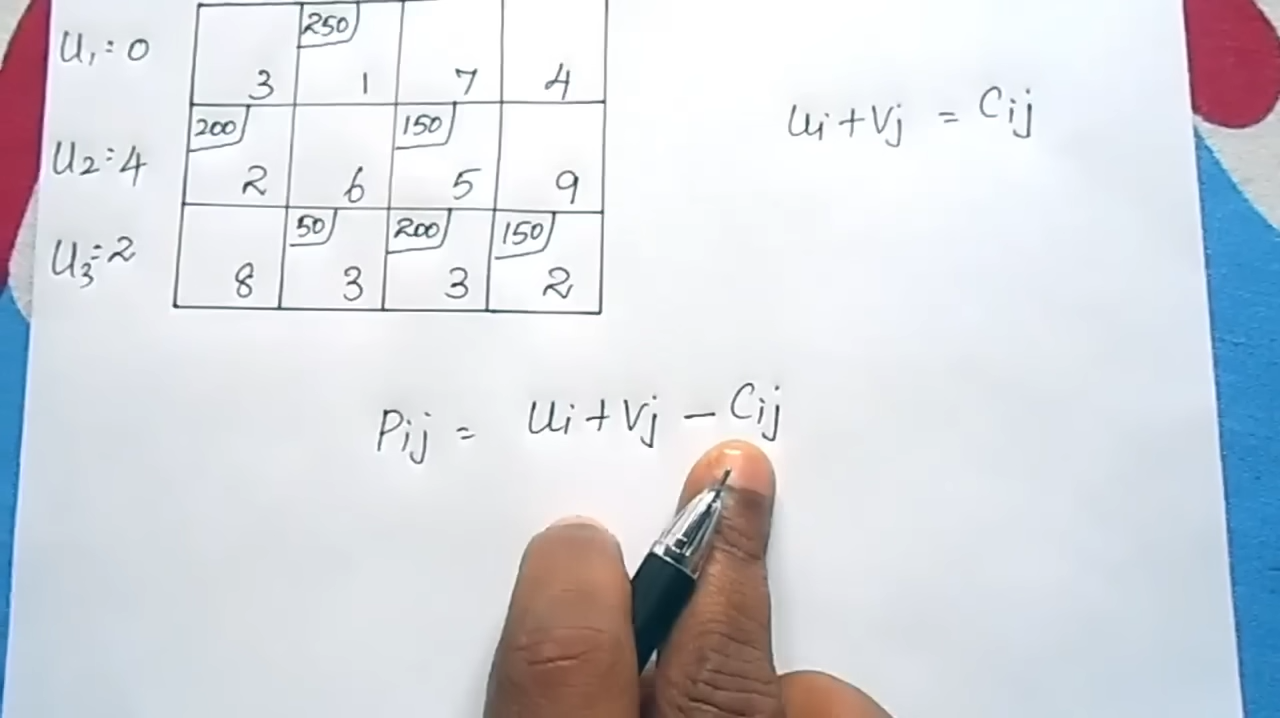 U1 = 0 250
3 1 7 4
Ui + Vj = Cij
U2 = 4 200 150
2 6 5 9
U3 = 2 50 200 150
8 3 3 2
Pij = Ui + Vj - Cij